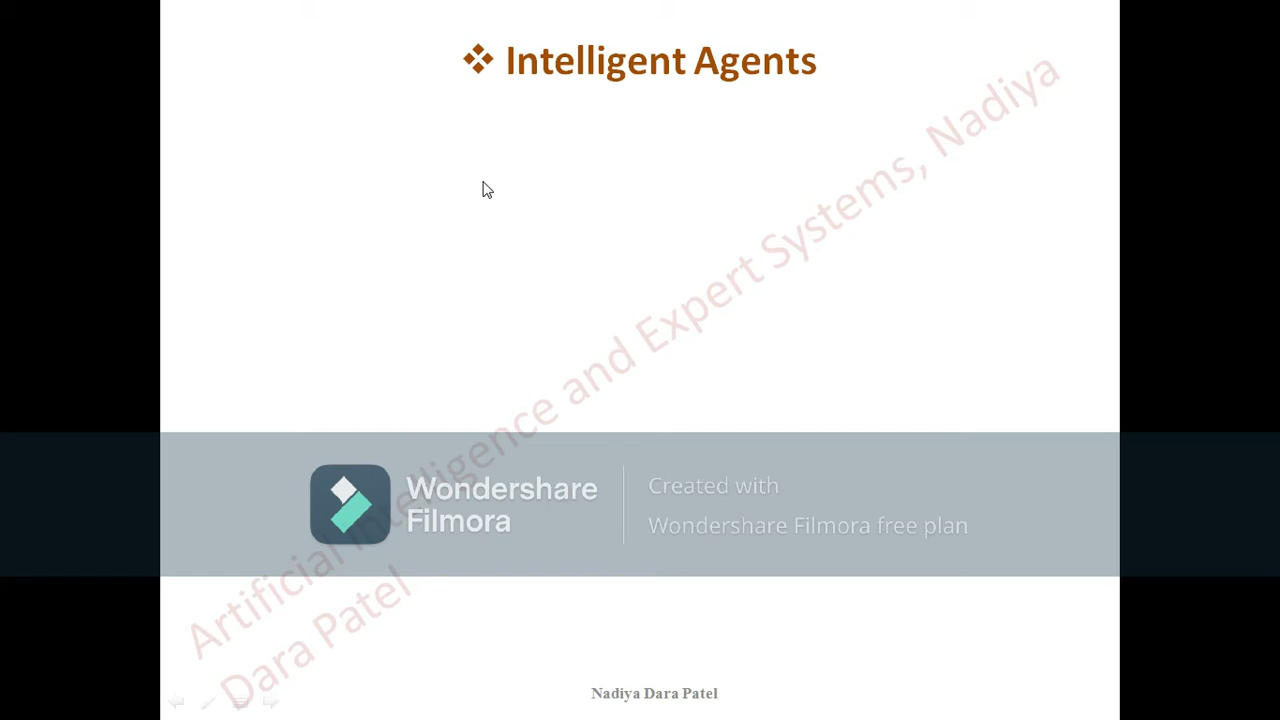 ❖ Intelligent Agents
Artificial Intelligence and Expert Systems, Nadiya
Dara Patel
Wondershare
Filmora
Created with
Wondershare Filmora free plan
Nadiya Dara Patel